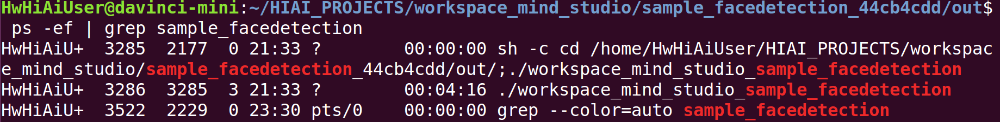 HwHiAiUser@davinci-mini:~/HIAI_PROJECTS/workspace_mind_studio/sample_facedetection_44cb4cdd/out$
ps -ef | grep sample_facedetection
HwHiAiU+  3285  2177  0 21:33 ?        00:00:00 sh -c cd /home/HwHiAiUser/HIAI_PROJECTS/workspac
e_mind_studio/sample_facedetection_44cb4cdd/out/;./workspace_mind_studio_sample_facedetection
HwHiAiU+  3286  3285  3 21:33 ?        00:04:16 ./workspace_mind_studio_sample_facedetection
HwHiAiU+  3522  2229  0 23:30 pts/0    00:00:00 grep --color=auto sample_facedetection